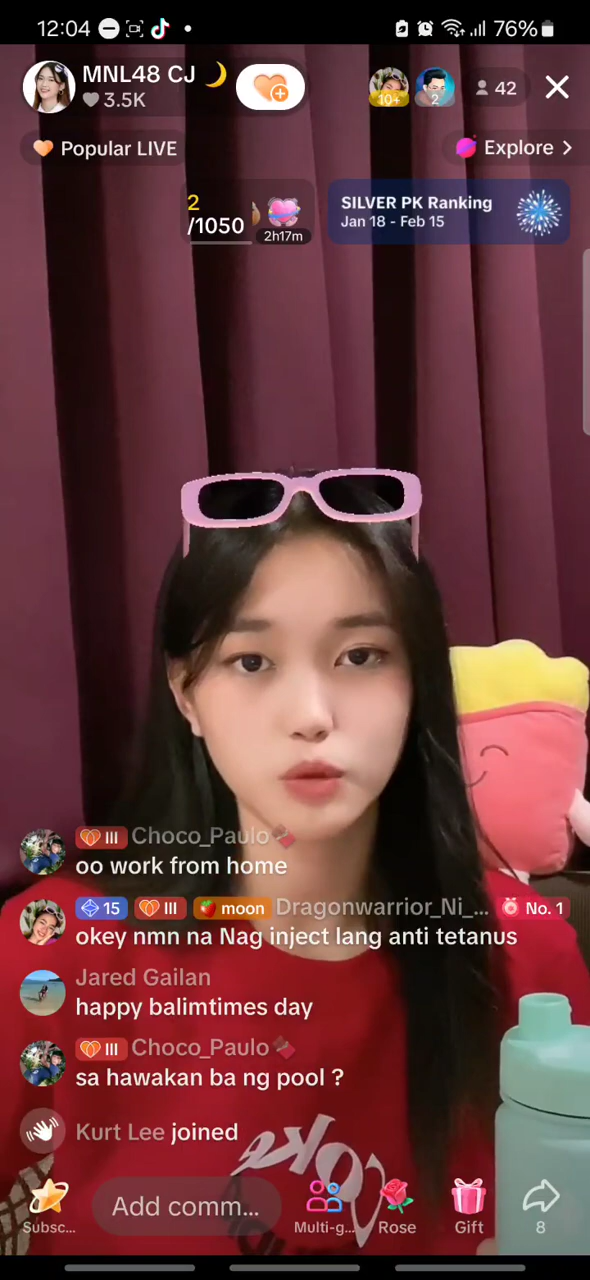 12:04
76%
MNL48 CJ
3.5K
10+
2
42
Popular LIVE
Explore >
2
/1050
2h17m
SILVER PK Ranking
Jan 18 - Feb 15
III Choco_Paulo
oo work from home
15 III moon Dragonwarrior_Ni_... No. 1
okey nmn na Nag inject lang anti tetanus
Jared Gailan
happy balimtimes day
III Choco_Paulo
sa hawakan ba ng pool ?
Kurt Lee joined
Coke
Add comm...
Subsc...
Multi-g...
Rose
Gift
8